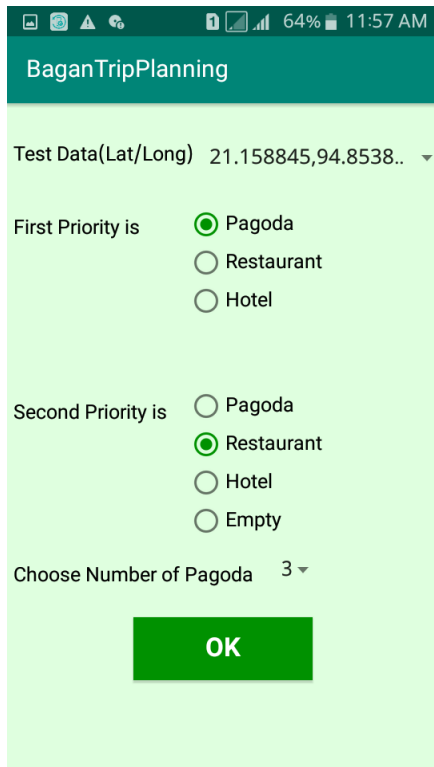 1 64% 11:57 AM
BaganTripPlanning
Test Data(Lat/Long) 21.158845,94.8538..
First Priority is
Pagoda
Restaurant
Hotel
Second Priority is
Pagoda
Restaurant
Hotel
Empty
Choose Number of Pagoda 3
OK